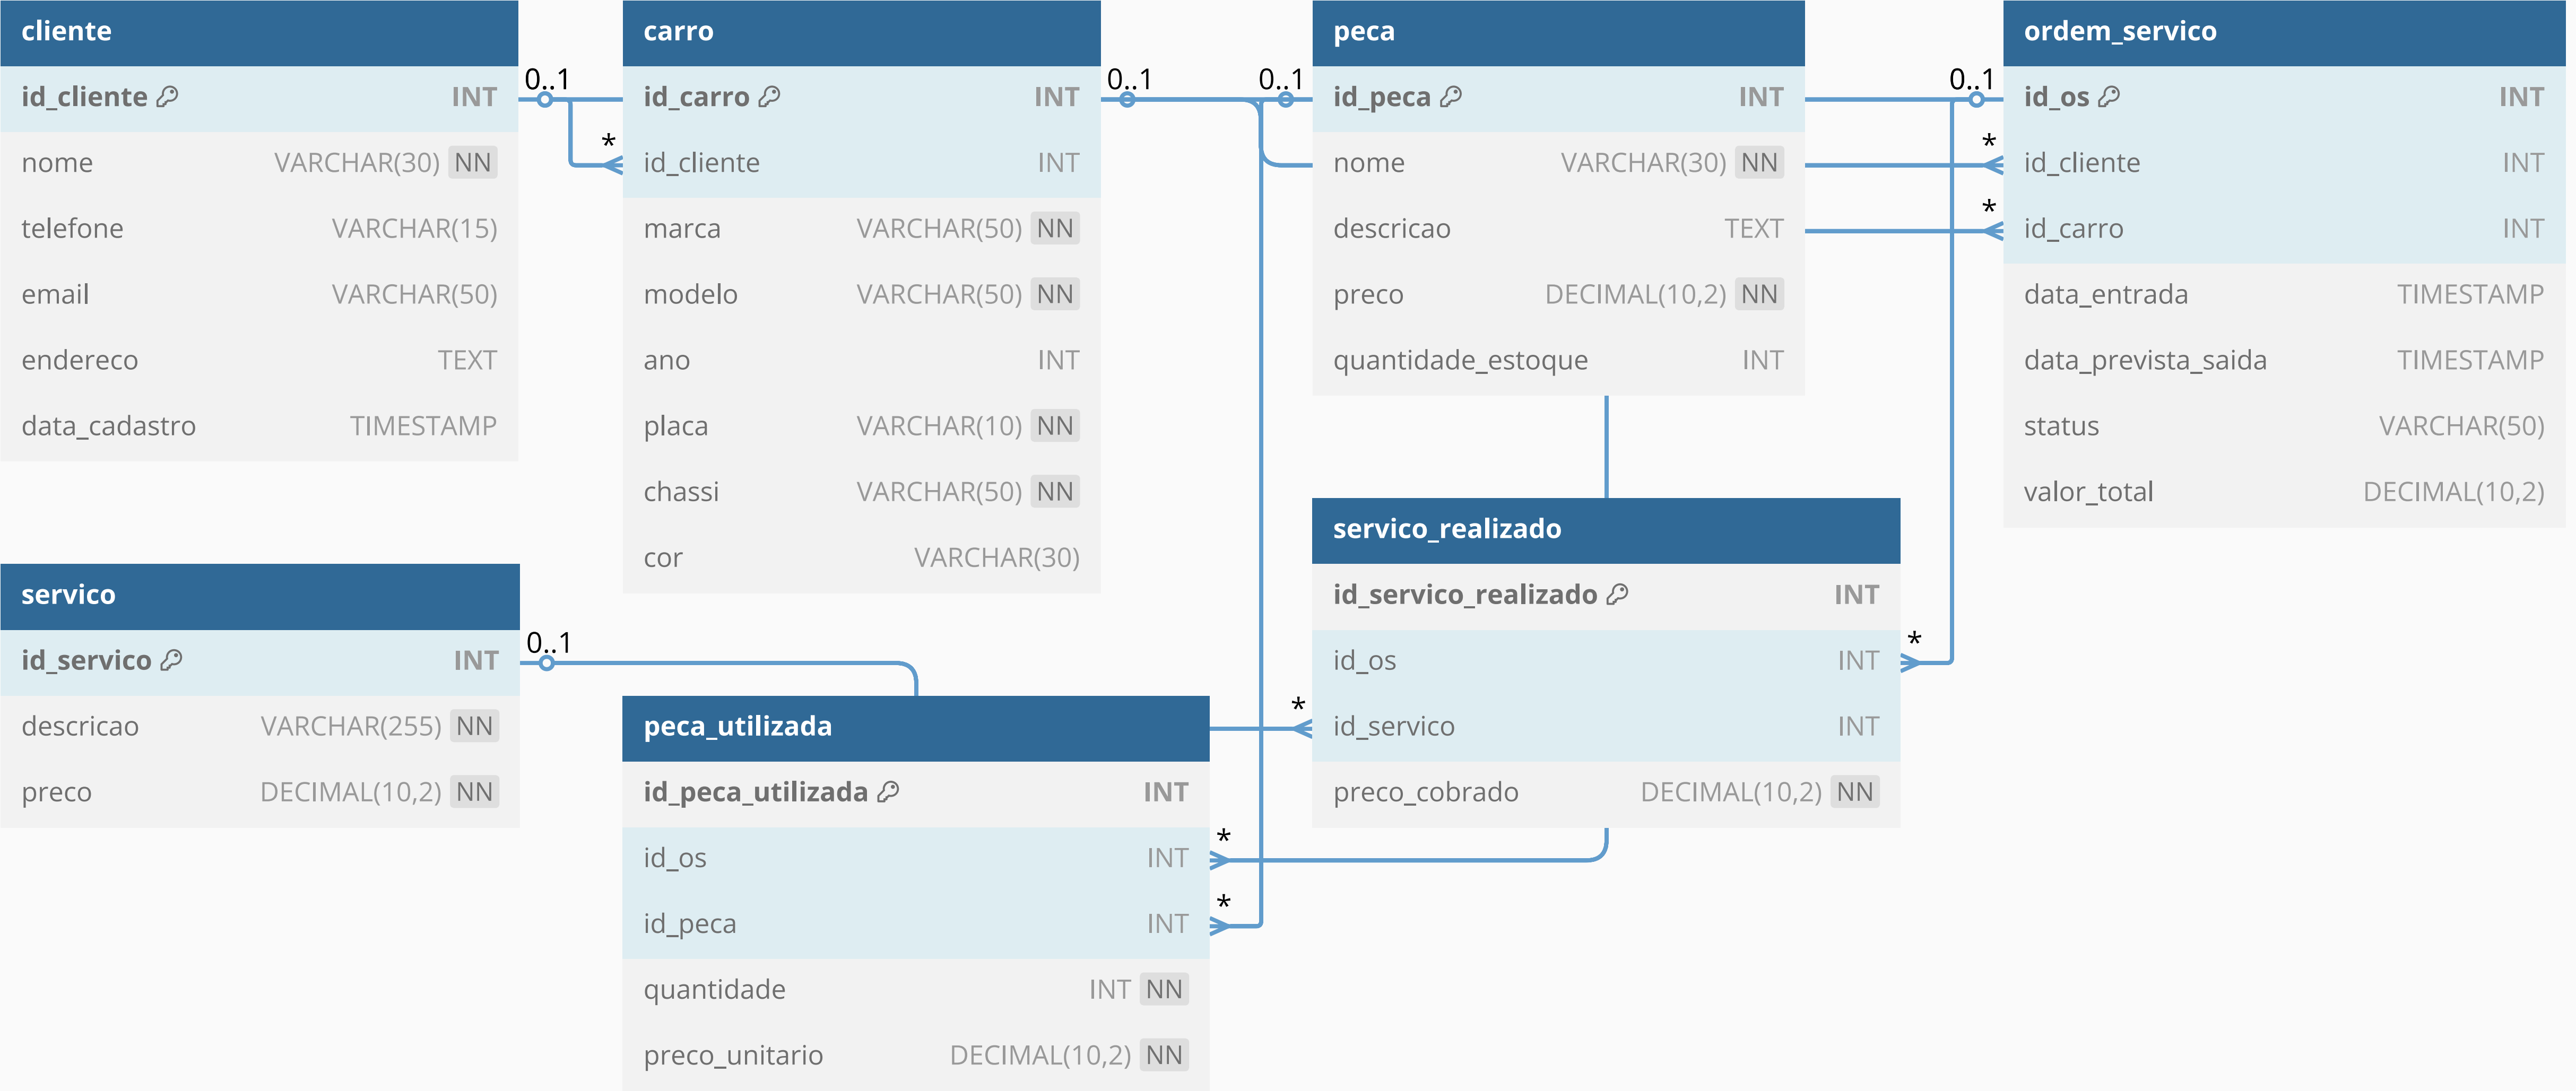 cliente
id_cliente INT
nome VARCHAR(30) NN
telefone VARCHAR(15)
email VARCHAR(50)
endereco TEXT
data_cadastro TIMESTAMP
0..1
*
carro
id_carro INT
id_cliente INT
marca VARCHAR(50) NN
modelo VARCHAR(50) NN
ano INT
placa VARCHAR(10) NN
chassi VARCHAR(50) NN
cor VARCHAR(30)
0..1
0..1
peca
id_peca INT
nome VARCHAR(30) NN
descricao TEXT
preco DECIMAL(10,2) NN
quantidade_estoque INT
0..1
*
*
ordem_servico
id_os INT
id_cliente INT
id_carro INT
data_entrada TIMESTAMP
data_prevista_saida TIMESTAMP
status VARCHAR(50)
valor_total DECIMAL(10,2)
servico
id_servico INT
descricao VARCHAR(255) NN
preco DECIMAL(10,2) NN
0..1
peca_utilizada
id_peca_utilizada INT
id_os INT
id_peca INT
quantidade INT NN
preco_unitario DECIMAL(10,2) NN
*
*
*
servico_realizado
id_servico_realizado INT
id_os INT
id_servico INT
preco_cobrado DECIMAL(10,2) NN
*